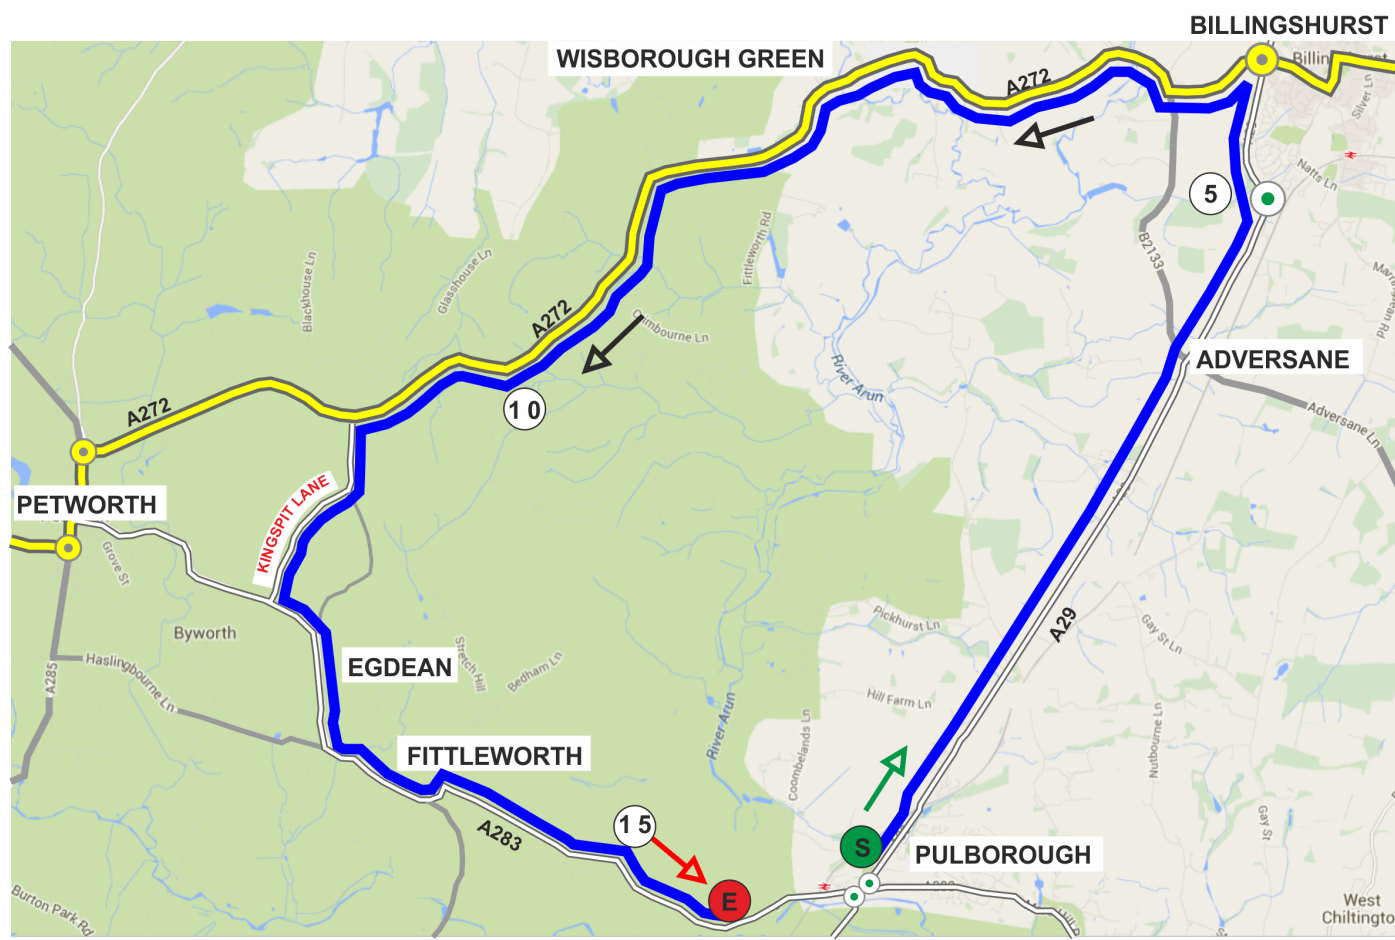 BILLINGSHURST
WISBOROUGH GREEN
A272
Silver Ln
Natts Ln
5
B2133
Fittleworth Rd
Glasshouse Ln
Blackhouse Ln
A272
10
River Arun
ADVERSANE
Adversane Ln
A272
PETWORTH
KINGSPIT LANE
Grove St
Byworth
A285
Haslingbourne Ln
EGDEAN
Bedham Ln
Pickhurst Ln
A29
Gay St Ln
Hill Farm Ln
River Arun
Coombelands Ln
Nutbourne Ln
Gay St
FITTLEWORTH
A283
15
E
S
PULBOROUGH
Burton Park Rd
West
Chiltington